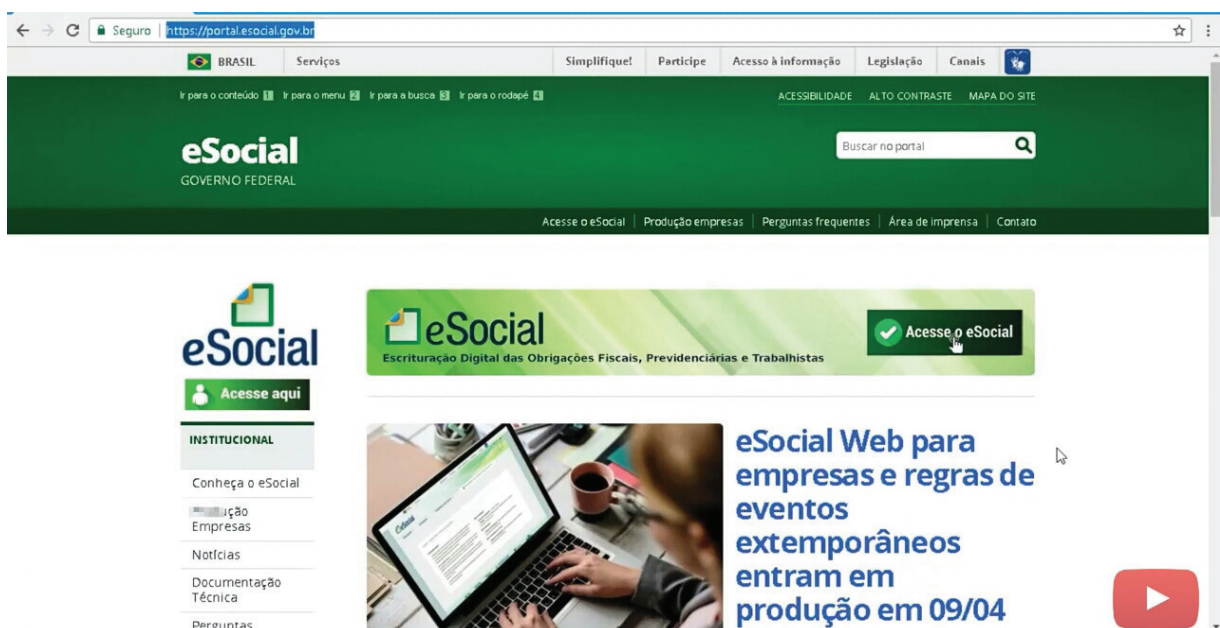 Seguro
https://portal.esocial.gov.br
BRASIL Serviços Simplifique! Participe Acesso à informação Legislação Canais
Ir para o conteúdo 1 Ir para o menu 2 Ir para a busca 3 Ir para o rodapé 4 ACESSIBILIDADE ALTO CONTRASTE MAPA DO SITE
eSocial
GOVERNO FEDERAL
Buscar no portal
Acesse o eSocial Produção empresas Perguntas frequentes Área de imprensa Contato
eSocial
Acesse aqui
INSTITUCIONAL
Conheça o eSocial
Empresas
Notícias
Documentação
Técnica
Perguntas
eSocial
Escrituração Digital das Obrigações Fiscais, Previdenciárias e Trabalhistas
Acesse o eSocial
eSocial Web para
empresas e regras de
eventos
extemporâneos
entram em
produção em 09/04